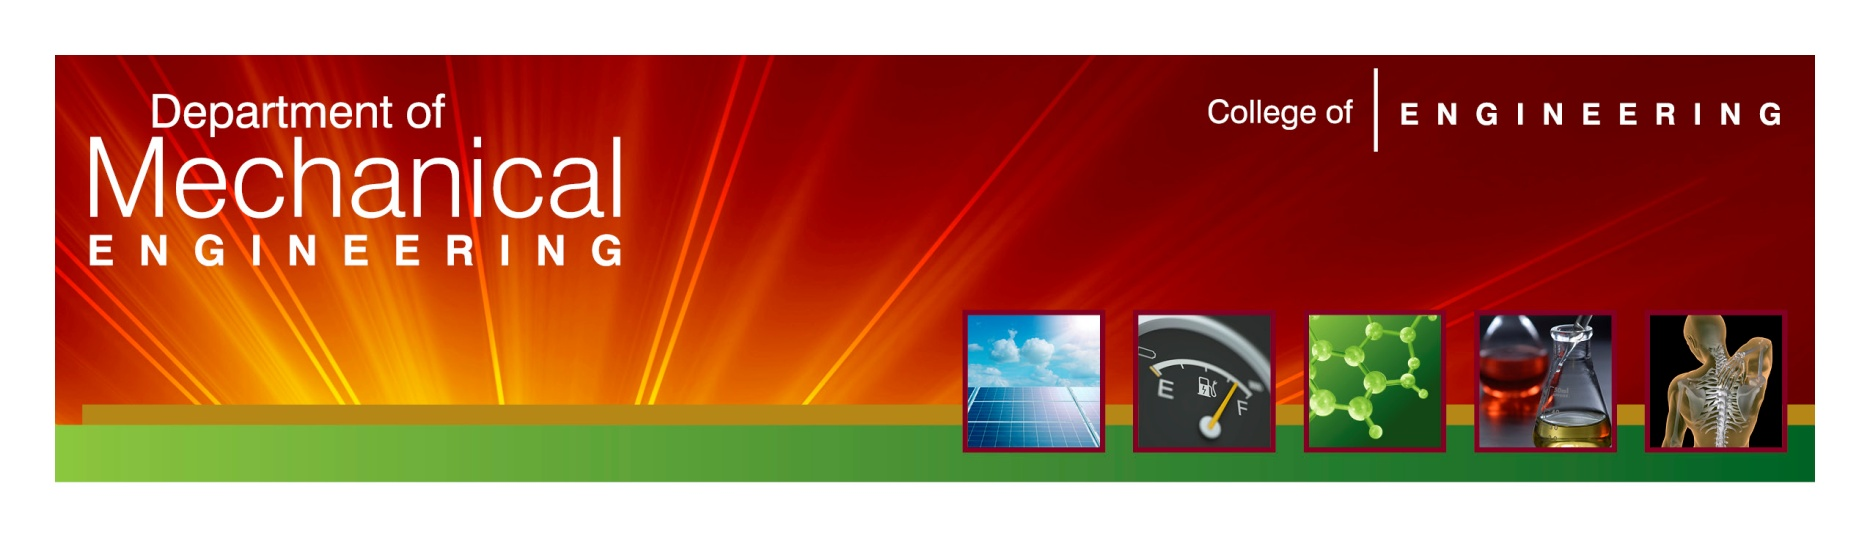 Department of
Mechanical
ENGINEERING
College of ENGINEERING
E
F